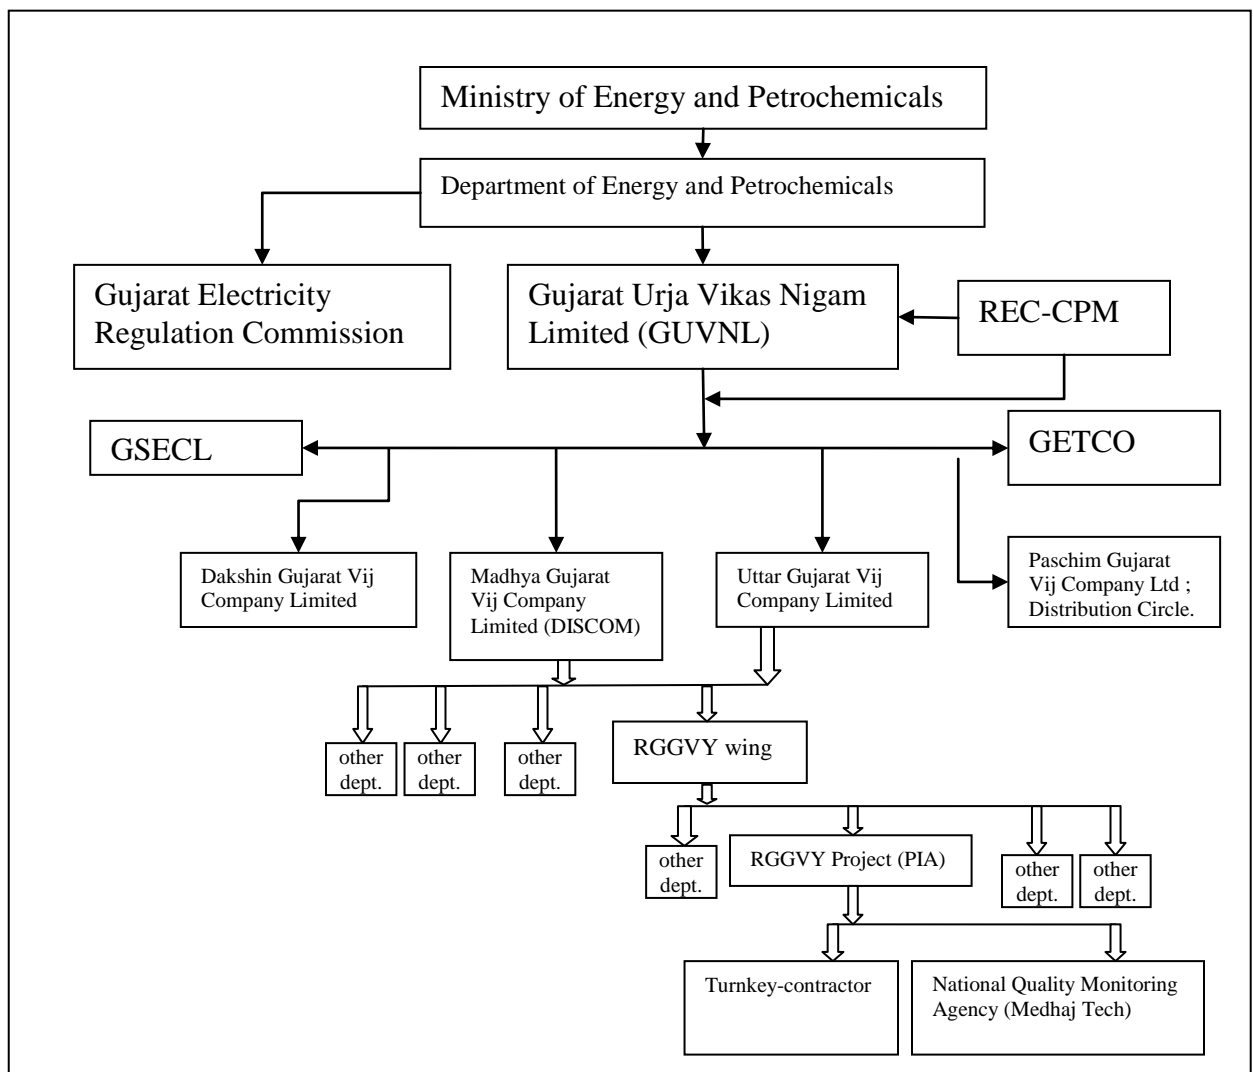 Ministry of Energy and Petrochemicals
Department of Energy and Petrochemicals
Gujarat Electricity
Regulation Commission
Gujarat Urja Vikas Nigam
Limited (GUVNL)
REC-CPM
GSECL
GETCO
Dakshin Gujarat Vij
Company Limited
Madhya Gujarat
Vij Company
Limited (DISCOM)
Uttar Gujarat Vij
Company Limited
Paschim Gujarat
Vij Company Ltd ;
Distribution Circle.
other
dept.
other
dept.
other
dept.
RGGVY wing
other
dept.
RGGVY Project (PIA)
other
dept.
other
dept.
Turnkey-contractor
National Quality Monitoring
Agency (Medhaj Tech)